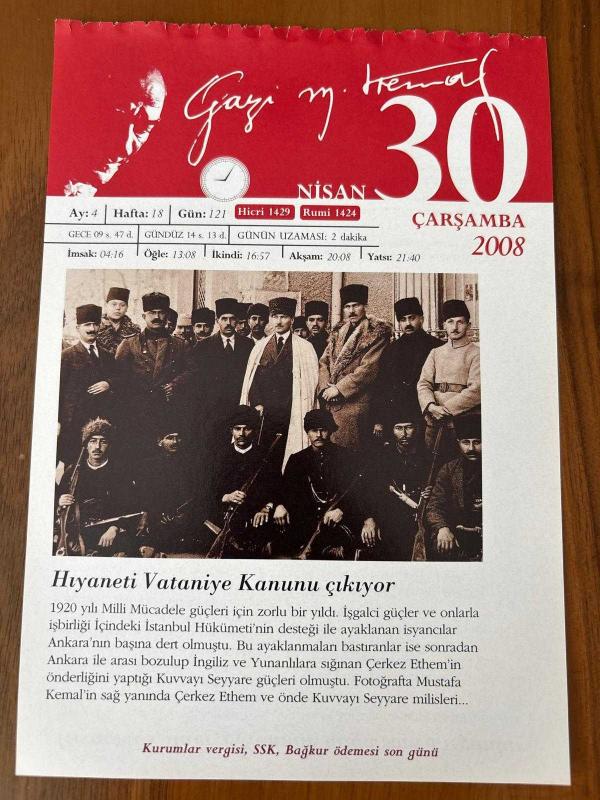 Gazi M. Kemal
NİSAN 30
Ay: 4 Hafta: 18 Gün: 121 Hicri 1429 Rumi 1424
ÇARŞAMBA
2008
GECE 09 s. 47 d. GÜNDÜZ 14 s. 13 d. GÜNÜN UZAMASI: 2 dakika
İmsak: 04:16 Öğle: 13:08 İkindi: 16:57 Akşam: 20:08 Yatsı: 21:40
Hıyaneti Vataniye Kanunu çıkıyor
1920 yılı Milli Mücadele güçleri için zorlu bir yıldı. İşgalci güçler ve onlarla
işbirliği İçindeki İstanbul Hükümeti'nin desteği ile ayaklanan isyancılar
Ankara'nın başına dert olmuştu. Bu ayaklanmaları bastıranlar ise sonradan
Ankara ile arası bozulup İngiliz ve Yunanlılara sığınan Çerkez Ethem'in
önderliğini yaptığı Kuvvayı Seyyare güçleri olmuştu. Fotoğrafta Mustafa
Kemal'in sağ yanında Çerkez Ethem ve önde Kuvvayı Seyyare milisleri...
Kurumlar vergisi, SSK, Bağkur ödemesi son günü